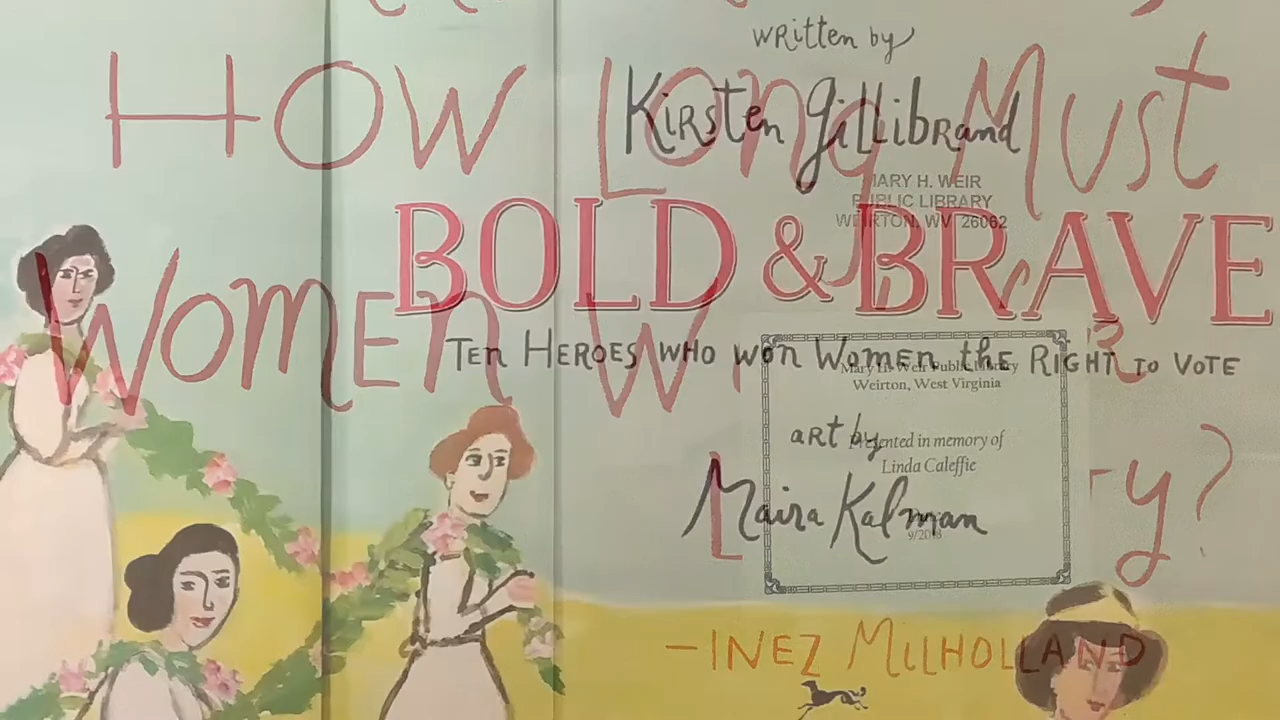 written by
How Long Must
Kirsten Gillibrand
MARY H. WEIR
PUBLIC LIBRARY
WEIRTON, WV 26062
BOLD & BRAVE
Women
Ten Heroes who won Women the Right to vote
Mary H. Weir Public Library
Weirton, West Virginia
art by
Presented in memory of
Linda Caleffie
Maira Kalman
9/2018
—INEZ MILHOLLAND